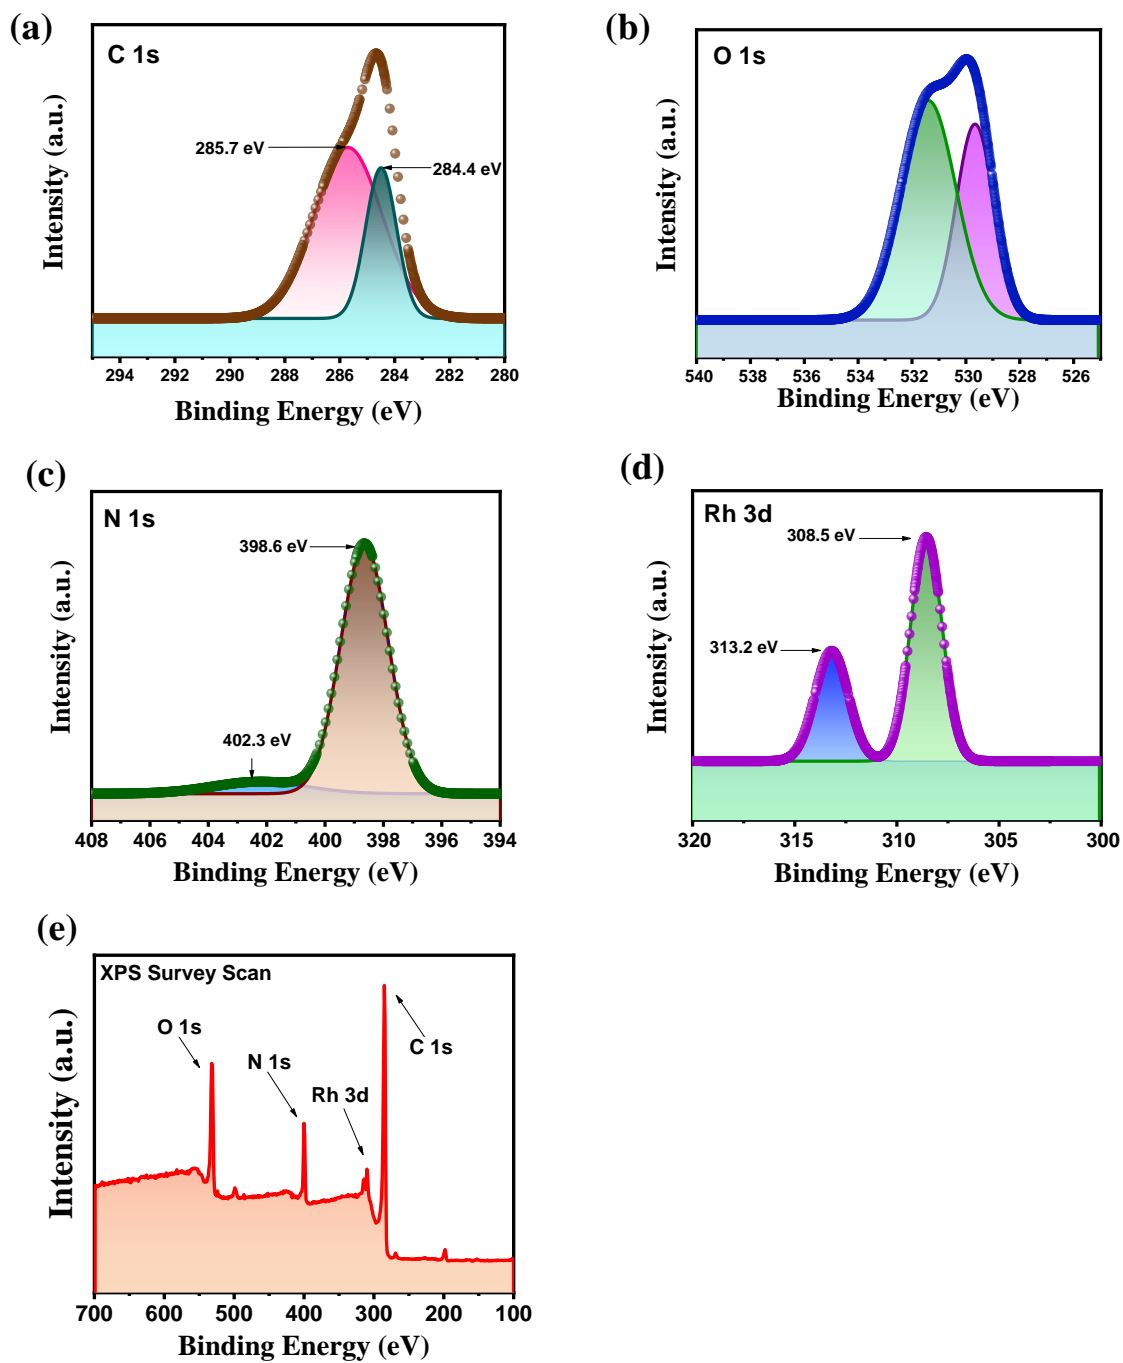 (a)
C 1s
285.7 eV
284.4 eV
Intensity (a.u.)
294 292 290 288 286 284 282 280
Binding Energy (eV)
(b)
O 1s
Intensity (a.u.)
540 538 536 534 532 530 528 526
Binding Energy (eV)
(c)
N 1s
398.6 eV
402.3 eV
Intensity (a.u.)
408 406 404 402 400 398 396 394
Binding Energy (eV)
(d)
Rh 3d
308.5 eV
313.2 eV
Intensity (a.u.)
320 315 310 305 300
Binding Energy (eV)
(e)
XPS Survey Scan
O 1s
N 1s
Rh 3d
C 1s
Intensity (a.u.)
700 600 500 400 300 200 100
Binding Energy (eV)